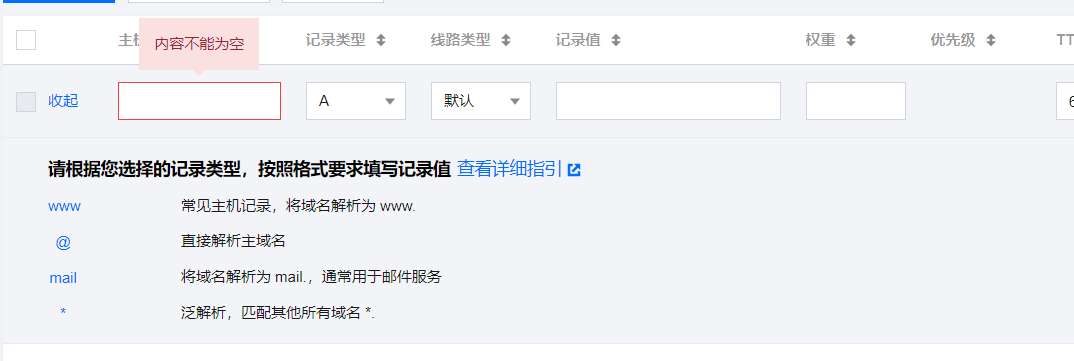 内容不能为空
主机 记录类型 线路类型 记录值 权重 优先级 TT
收起 A 默认 6
请根据您选择的记录类型，按照格式要求填写记录值 查看详细指引
www 常见主机记录，将域名解析为 www.
@ 直接解析主域名
mail 将域名解析为 mail.，通常用于邮件服务
* 泛解析，匹配其他所有域名 *.